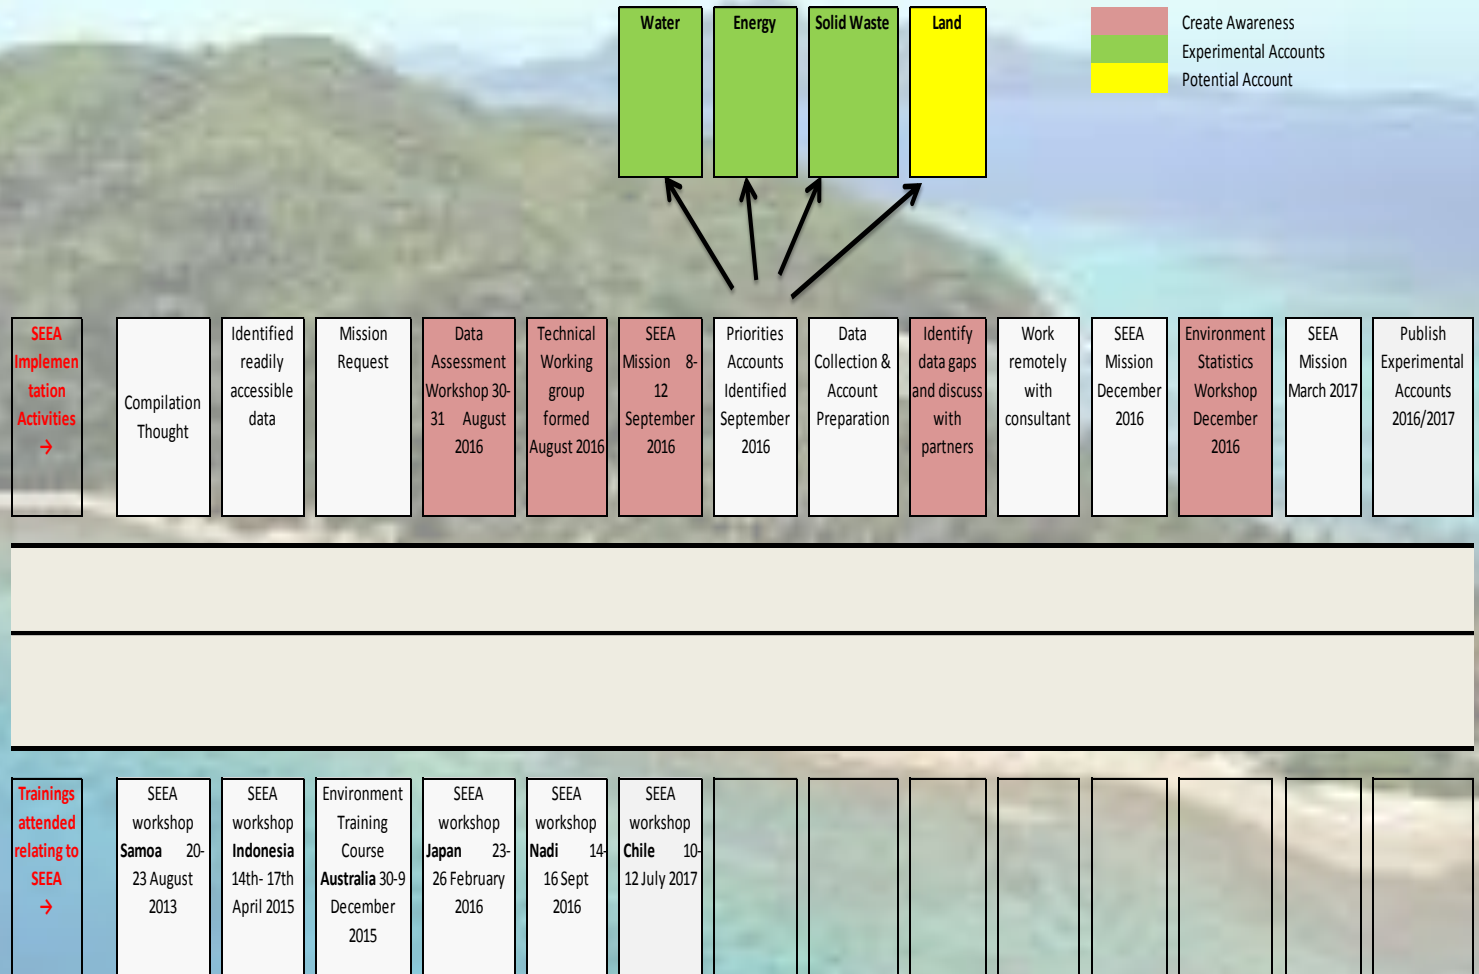 Water
Energy
Solid Waste
Land
Create Awareness
Experimental Accounts
Potential Account
SEEA
Implemen
tation
Activities
→
Compilation
Thought
Identified
readily
accessible
data
Mission
Request
Data
Assessment
Workshop 30-
31 August
2016
Technical
Working
group
formed
August 2016
SEEA
Mission 8-
12
September
2016
Priorities
Accounts
Identified
September
2016
Data
Collection &
Account
Preparation
Identify
data gaps
and discuss
with
partners
Work
remotely
with
consultant
SEEA
Mission
December
2016
Environment
Statistics
Workshop
December
2016
SEEA
Mission
March 2017
Publish
Experimental
Accounts
2016/2017
Trainings
attended
relating to
SEEA
→
SEEA
workshop
Samoa 20-
23 August
2013
SEEA
workshop
Indonesia
14th- 17th
April 2015
Environment
Training
Course
Australia 30-9
December
2015
SEEA
workshop
Japan 23-
26 February
2016
SEEA
workshop
Nadi 14-
16 Sept
2016
SEEA
workshop
Chile 10-
12 July 2017